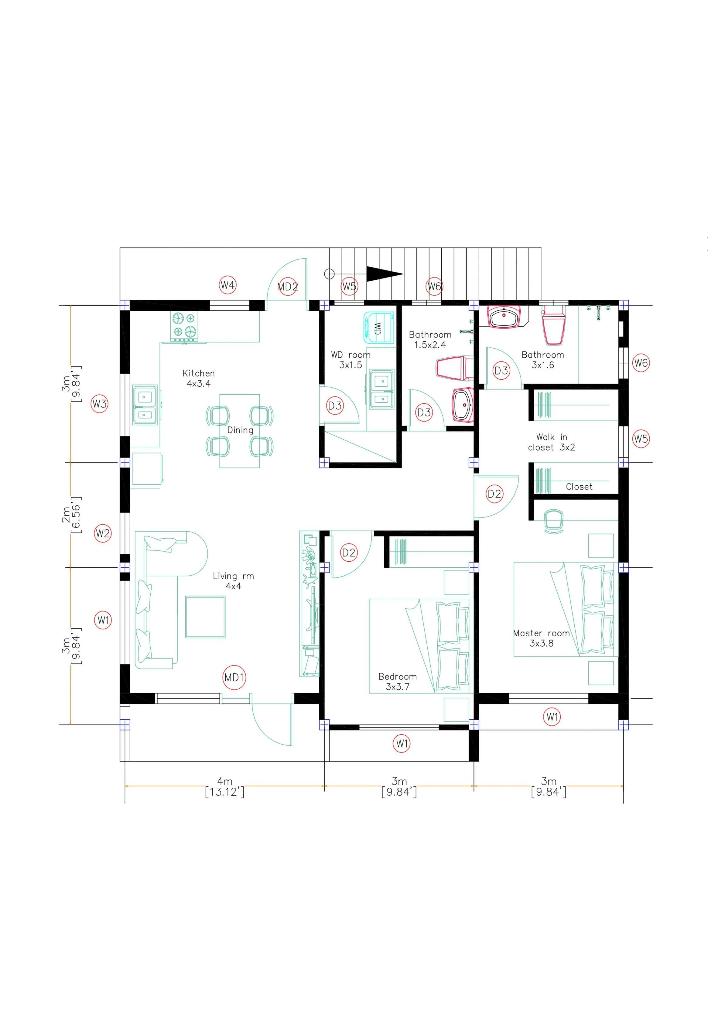 W4
MD2
W5
W6
Kitchen
4x3.4
WD room
3x1.5
Bathroom
1.5x2.4
Bathroom
3x1.6
W6
D3
D3
D3
W3
3m
[9.84']
Dining
Walk in
closet 3x2
W5
Closet
D2
2m
[6.56']
W2
D2
Living rm
4x4
W1
3m
[9.84']
Master room
3x3.8
MD1
Bedroom
3x3.7
W1
W1
4m
[13.12']
3m
[9.84']
3m
[9.84']